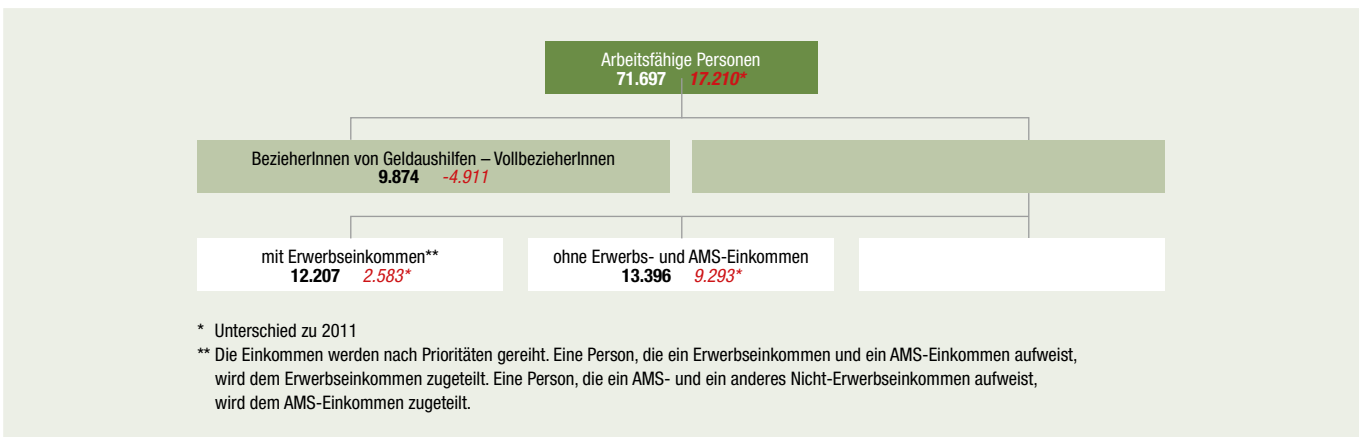 Arbeitsfähige Personen
71.697 17.210*
BezieherInnen von Geldaushilfen – VollbezieherInnen
9.874 -4.911
mit Erwerbseinkommen**
12.207 2.583*
ohne Erwerbs- und AMS-Einkommen
13.396 9.293*
* Unterschied zu 2011
** Die Einkommen werden nach Prioritäten gereiht. Eine Person, die ein Erwerbseinkommen und ein AMS-Einkommen aufweist,
wird dem Erwerbseinkommen zugeteilt. Eine Person, die ein AMS- und ein anderes Nicht-Erwerbseinkommen aufweist,
wird dem AMS-Einkommen zugeteilt.